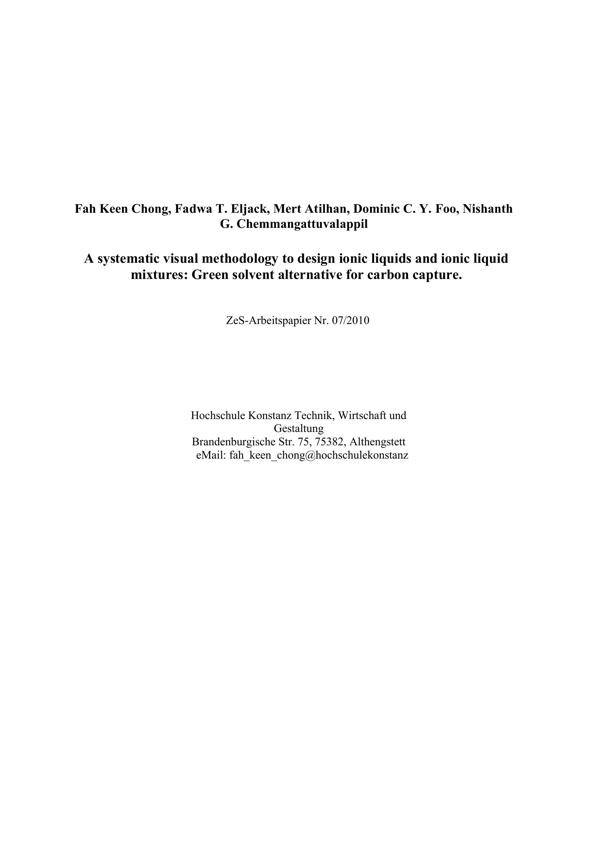 Fah Keen Chong, Fadwa T. Eljack, Mert Atilhan, Dominic C. Y. Foo, Nishanth
G. Chemmangattuvalappil
A systematic visual methodology to design ionic liquids and ionic liquid
mixtures: Green solvent alternative for carbon capture.
ZeS-Arbeitspapier Nr. 07/2010
Hochschule Konstanz Technik, Wirtschaft und
Gestaltung
Brandenburgische Str. 75, 75382, Althengstett
eMail: fah_keen_chong@hochschulekonstanz